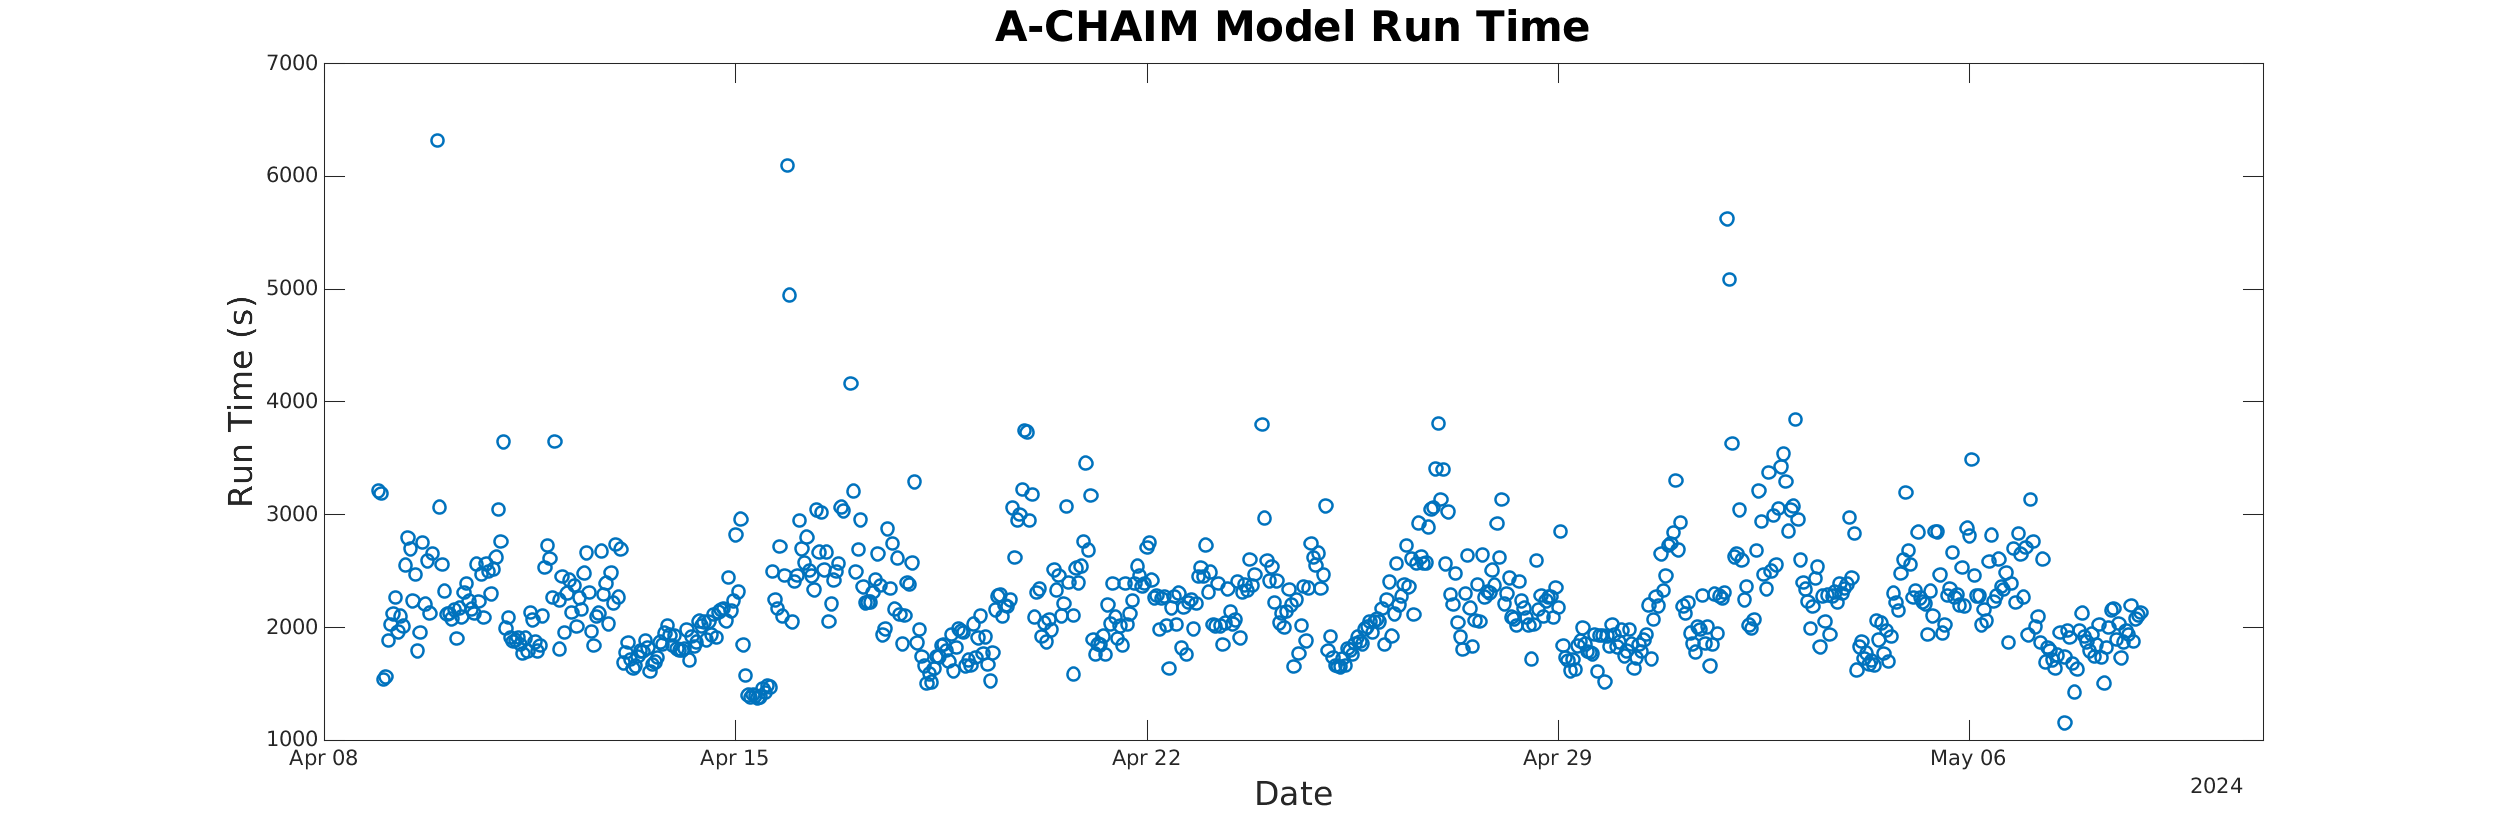 A-CHAIM Model Run Time
7000
6000
5000
4000
3000
2000
1000
Run Time (s)
Apr 08
Apr 15
Apr 22
Apr 29
May 06
2024
Date